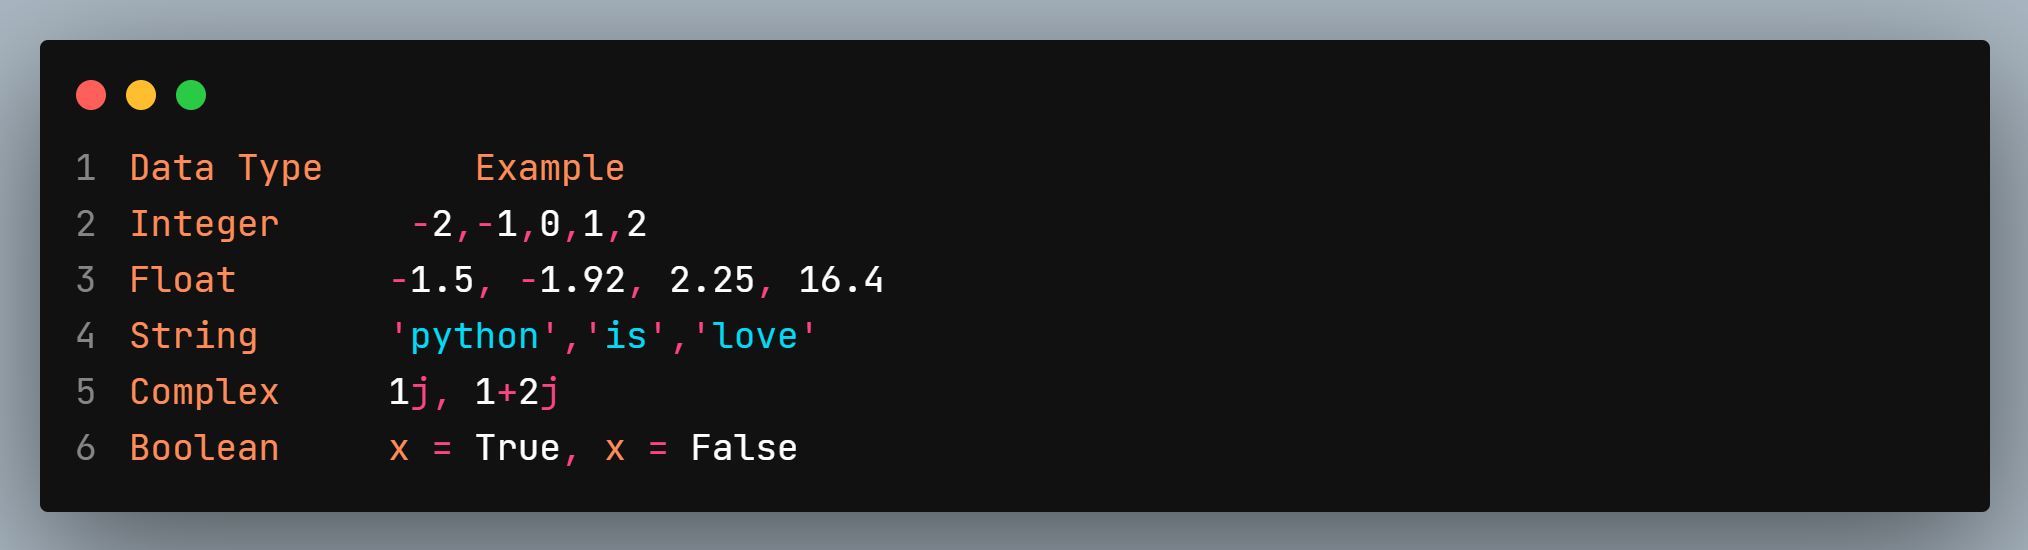 1 Data Type       Example
2 Integer      -2,-1,0,1,2
3 Float       -1.5, -1.92, 2.25, 16.4
4 String      'python','is','love'
5 Complex     1j, 1+2j
6 Boolean     x = True, x = False